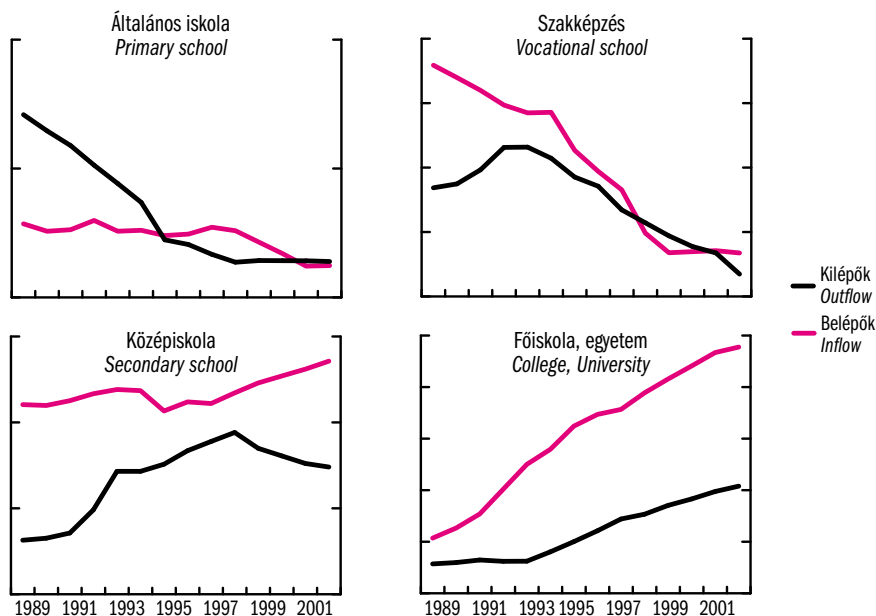 Általános iskola
Primary school
Szakképzés
Vocational school
Kilépők
Outflow
Belépők
Inflow
Középiskola
Secondary school
Főiskola, egyetem
College, University
1989 1991 1993 1995 1997 1999 2001
1989 1991 1993 1995 1997 1999 2001